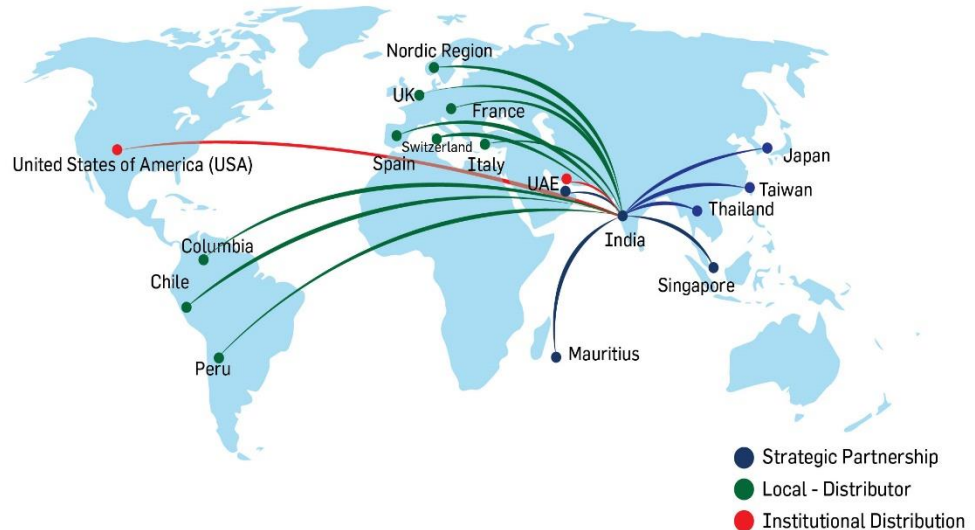 Nordic Region
UK
France
Spain
Switzerland
Italy
United States of America (USA)
UAE
Japan
Taiwan
Thailand
India
Singapore
Columbia
Chile
Peru
Mauritius
Strategic Partnership
Local - Distributor
Institutional Distribution